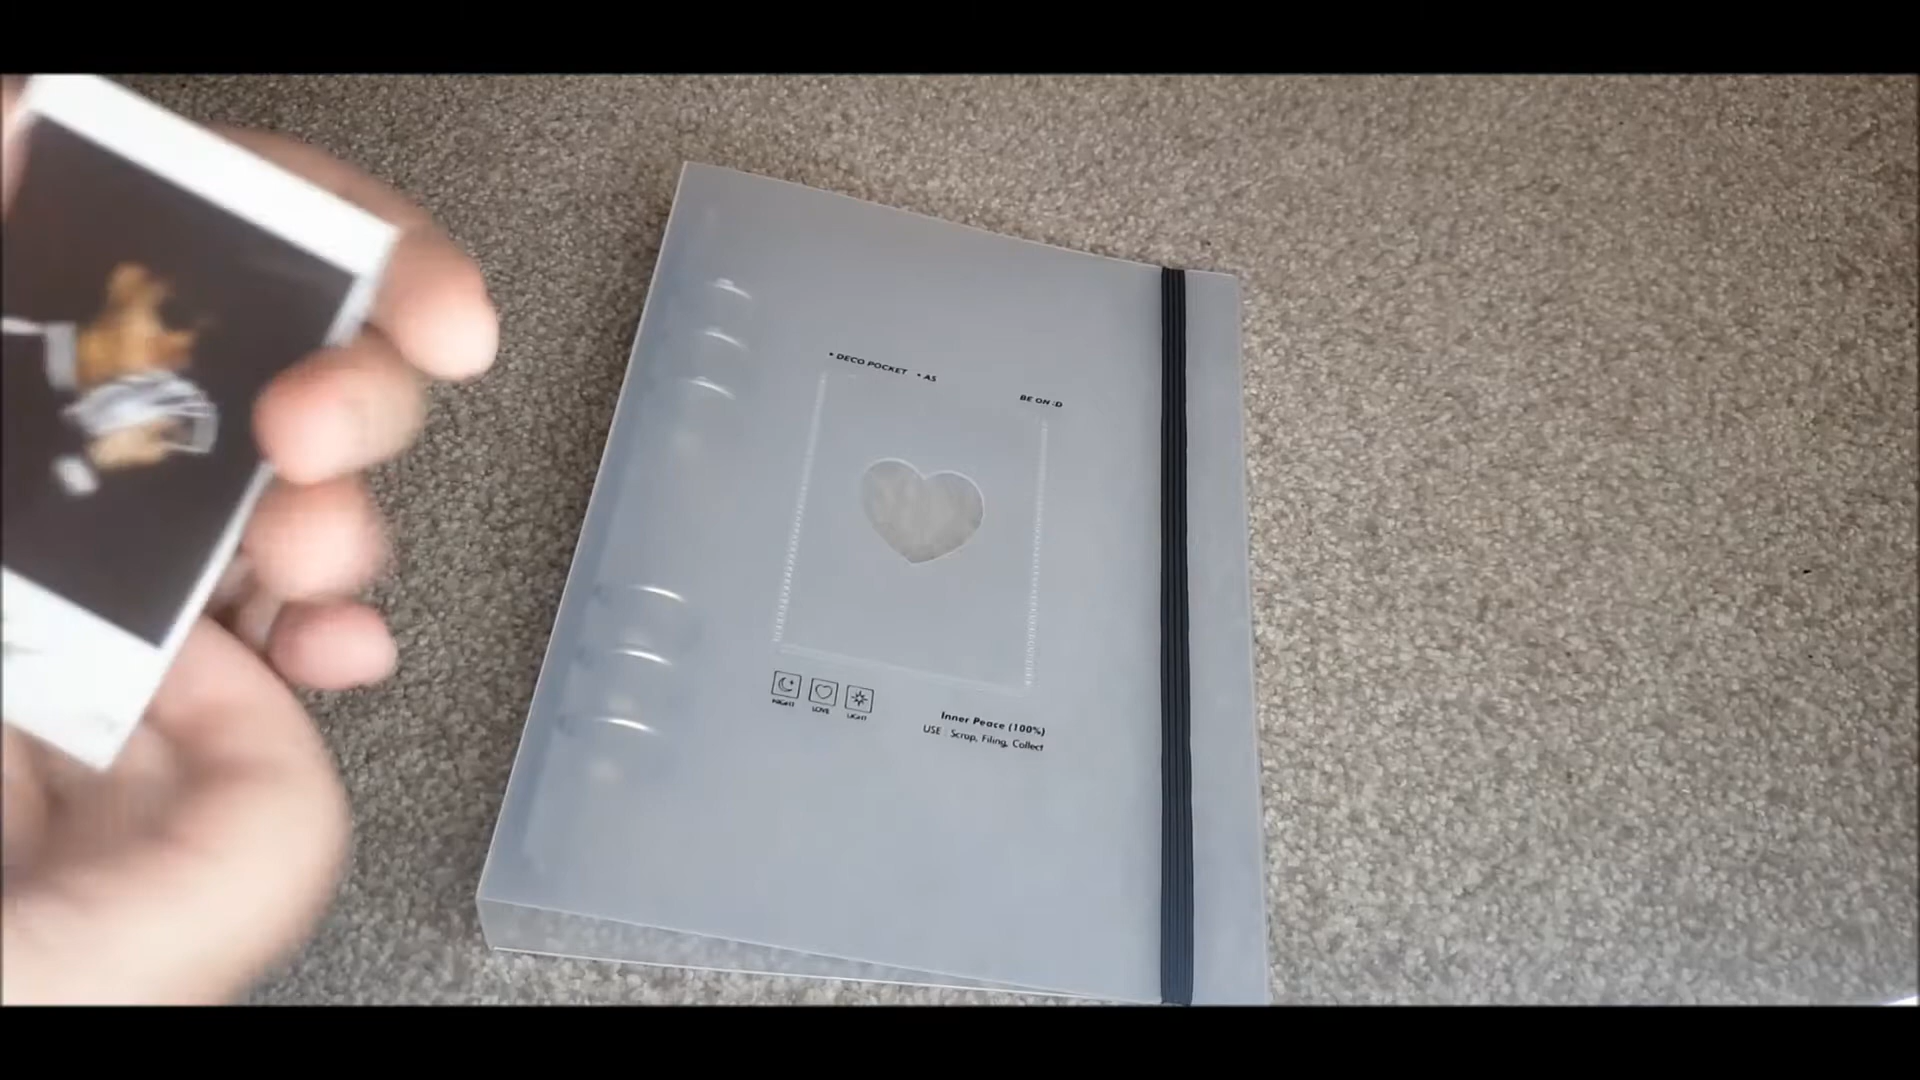 • DECO POCKET • A5
BE ON :D
NIGHT LOVE LIGHT
Inner Peace (100%)
USE : Scrap, Filing, Collect